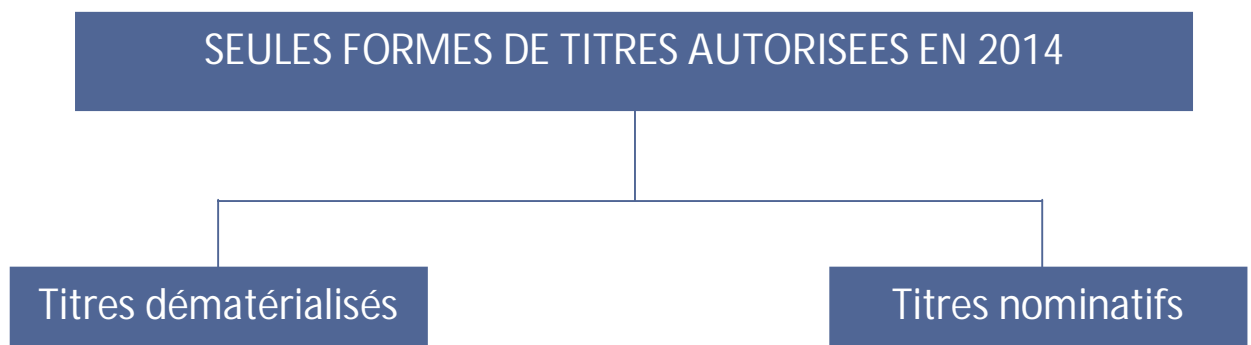 SEULES FORMES DE TITRES AUTORISEES EN 2014
Titres dématérialisés
Titres nominatifs